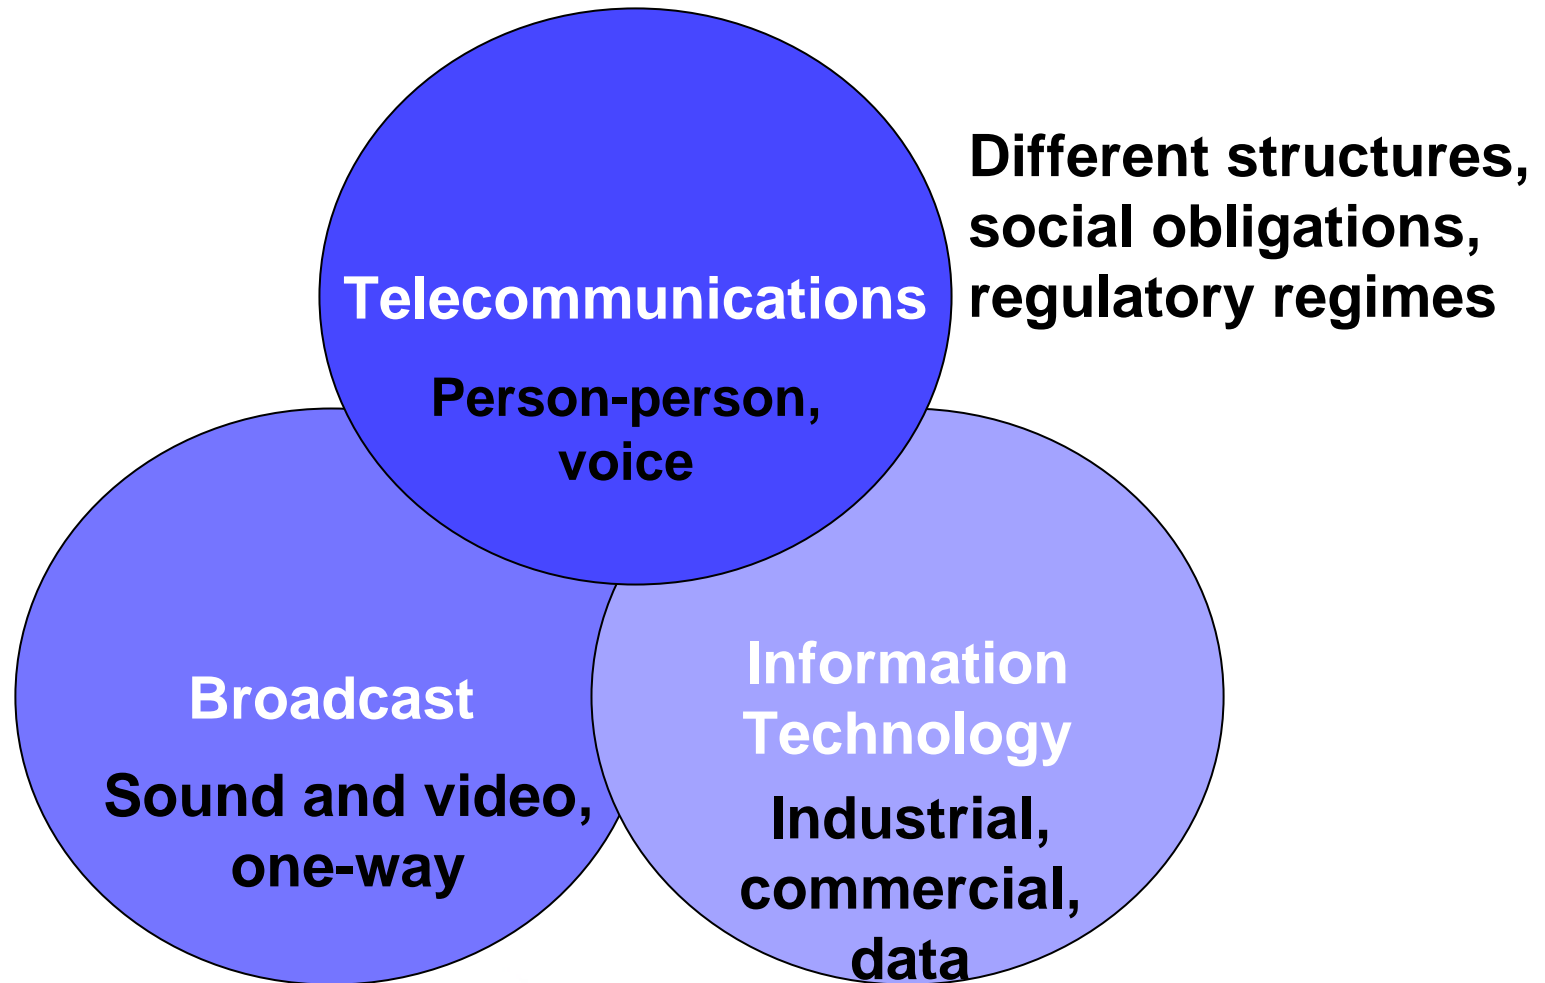 Different structures,
social obligations,
regulatory regimes
Telecommunications
Person-person,
voice
Broadcast
Sound and video,
one-way
Information
Technology
Industrial,
commercial,
data